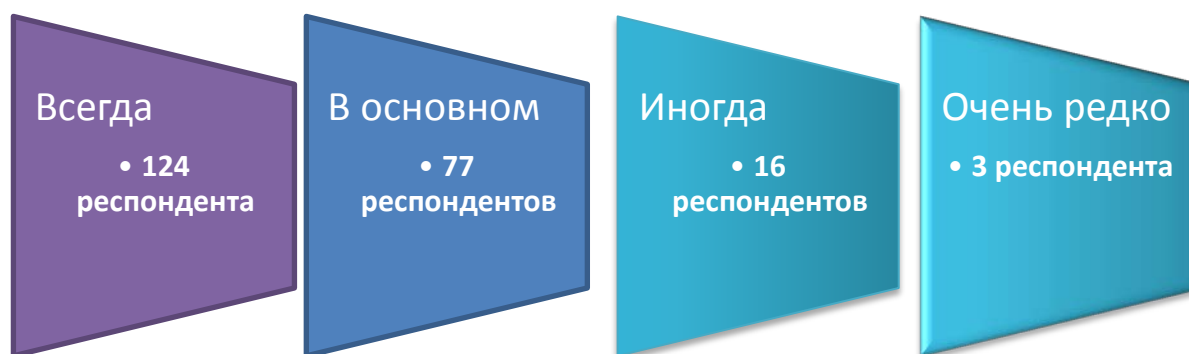 Всегда
• 124
респондента
В основном
• 77
респондентов
Иногда
• 16
респондентов
Очень редко
• 3 респондента